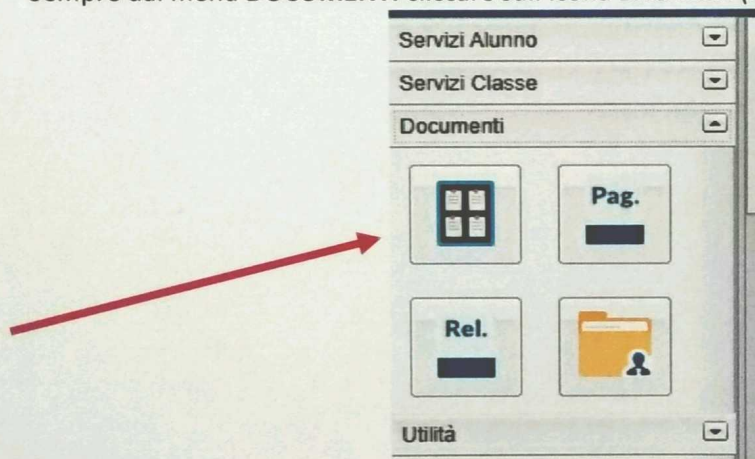 Servizi Alunno
Servizi Classe
Documenti
Pag.
Rel.
Utilità